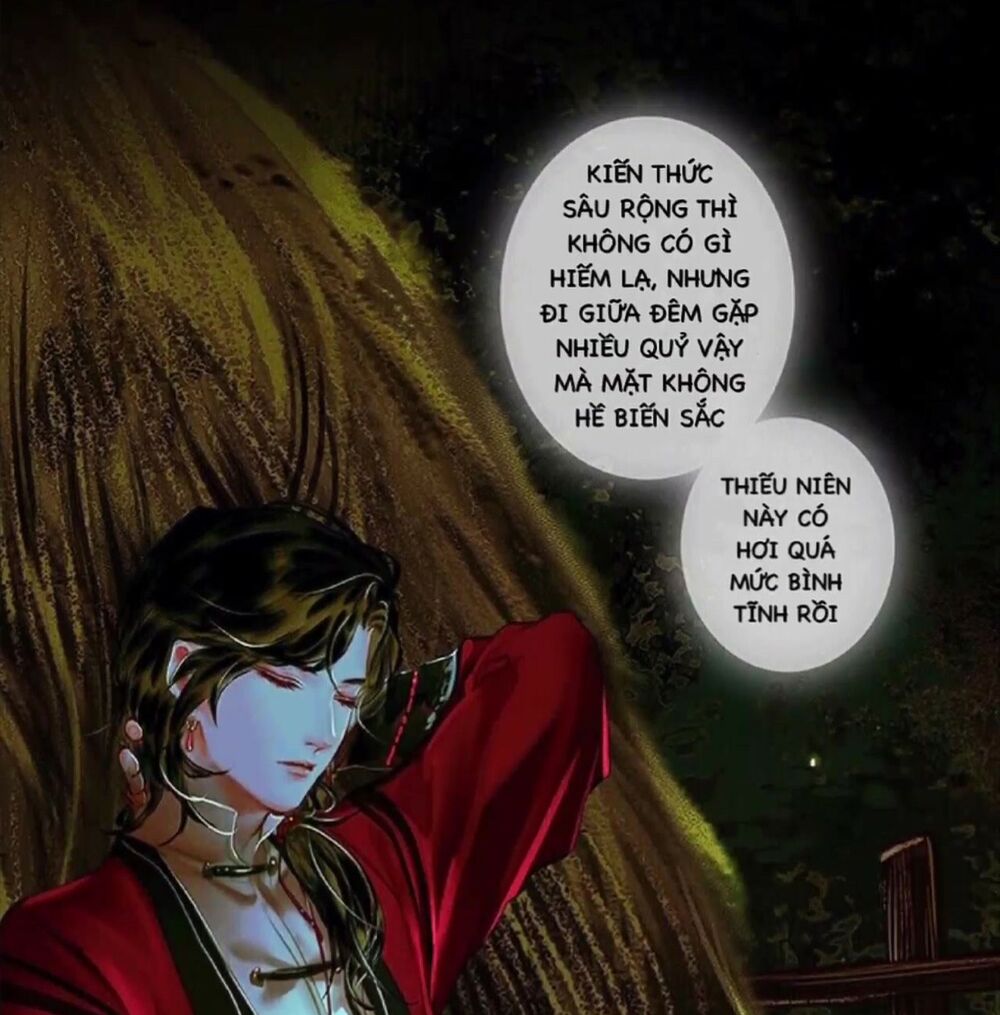 KIẾN THỨC
SÂU RỘNG THÌ
KHÔNG CÓ GÌ
HIẾM LẠ, NHƯNG
ĐI GIỮA ĐÊM GẶP
NHIỀU QUỶ VẬY
MÀ MẶT KHÔNG
HỀ BIẾN SẮC
THIẾU NIÊN
NÀY CÓ
HƠI QUÁ
MỨC BÌNH
TĨNH RỒI